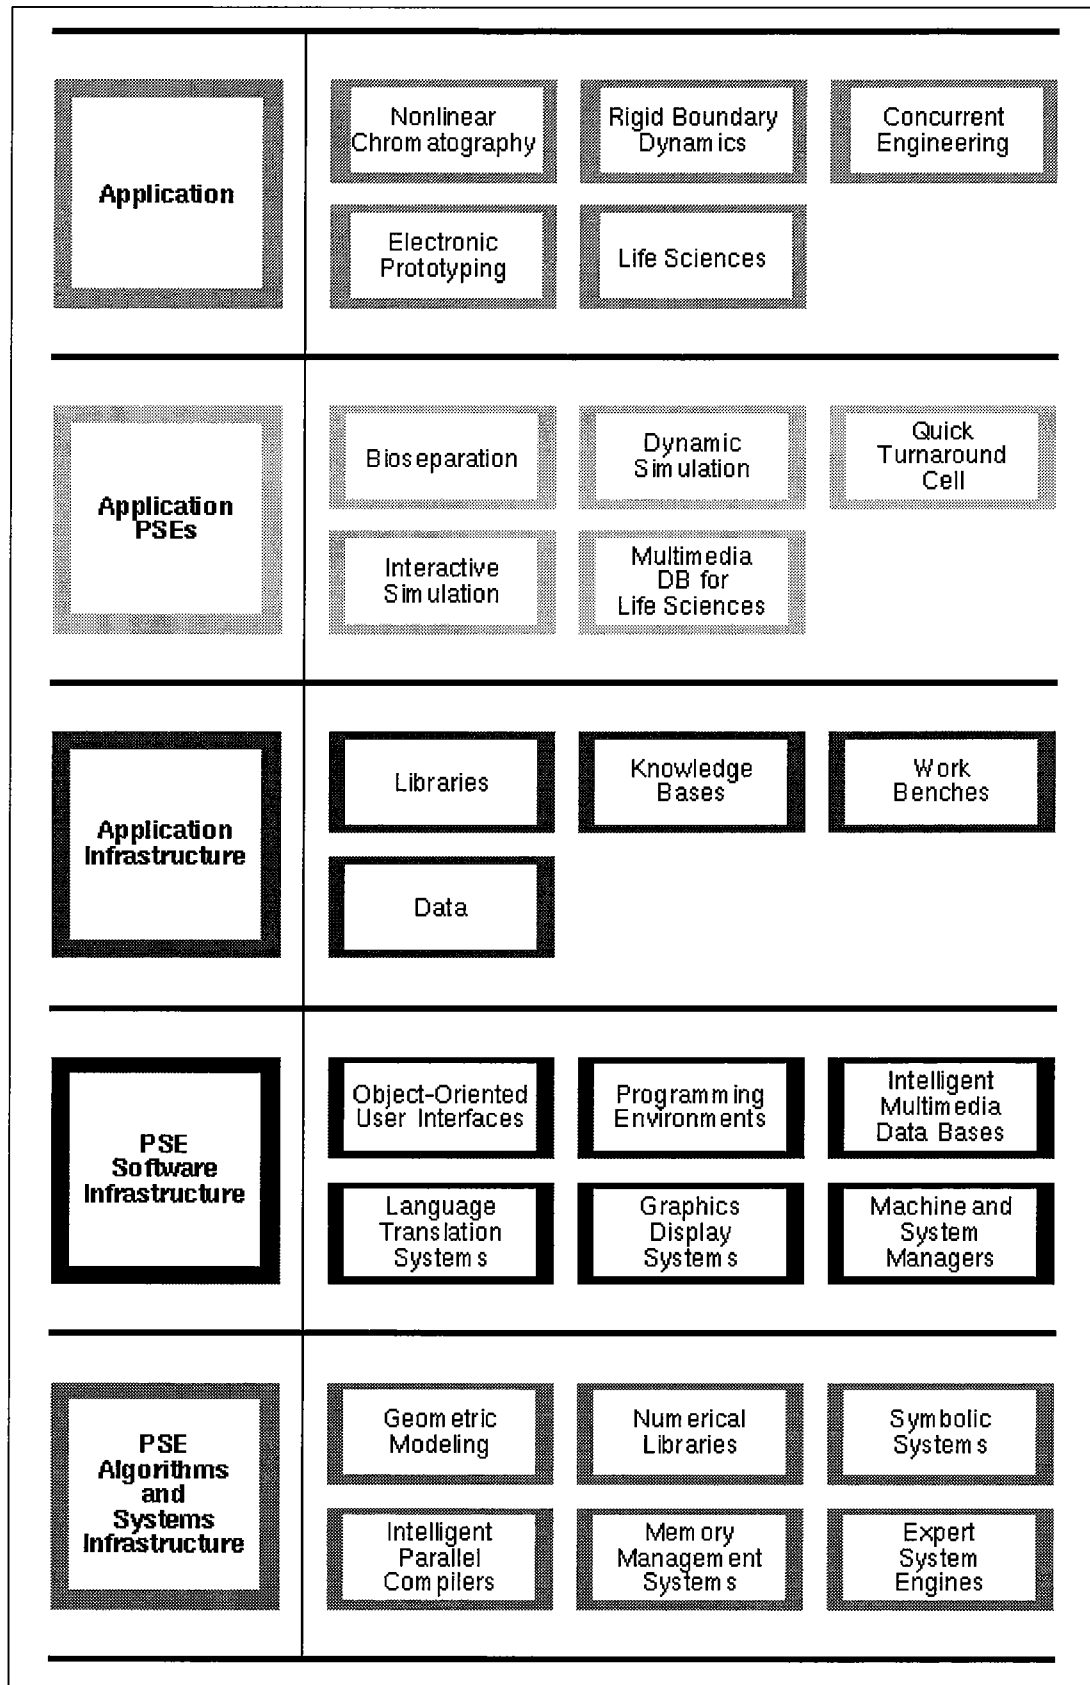 Application
Nonlinear
Chromatography
Rigid Boundary
Dynamics
Concurrent
Engineering
Electronic
Prototyping
Life Sciences
Application
PSEs
Bioseparation
Dynamic
Simulation
Quick
Turnaround
Cell
Interactive
Simulation
Multimedia
DB for
Life Sciences
Application
Infrastructure
Libraries
Knowledge
Bases
Work
Benches
Data
PSE
Software
Infrastructure
Object-Oriented
User Interfaces
Programming
Environments
Intelligent
Multimedia
Data Bases
Language
Translation
Systems
Graphics
Display
Systems
Machine and
System
Managers
PSE
Algorithms
and
Systems
Infrastructure
Geometric
Modeling
Numerical
Libraries
Symbolic
Systems
Intelligent
Parallel
Compilers
Memory
Management
Systems
Expert
System
Engines